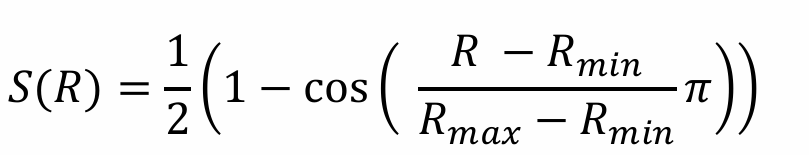 S(R) = 1/2 (1 − cos ( (R − R_min)/(R_max − R_min) π))